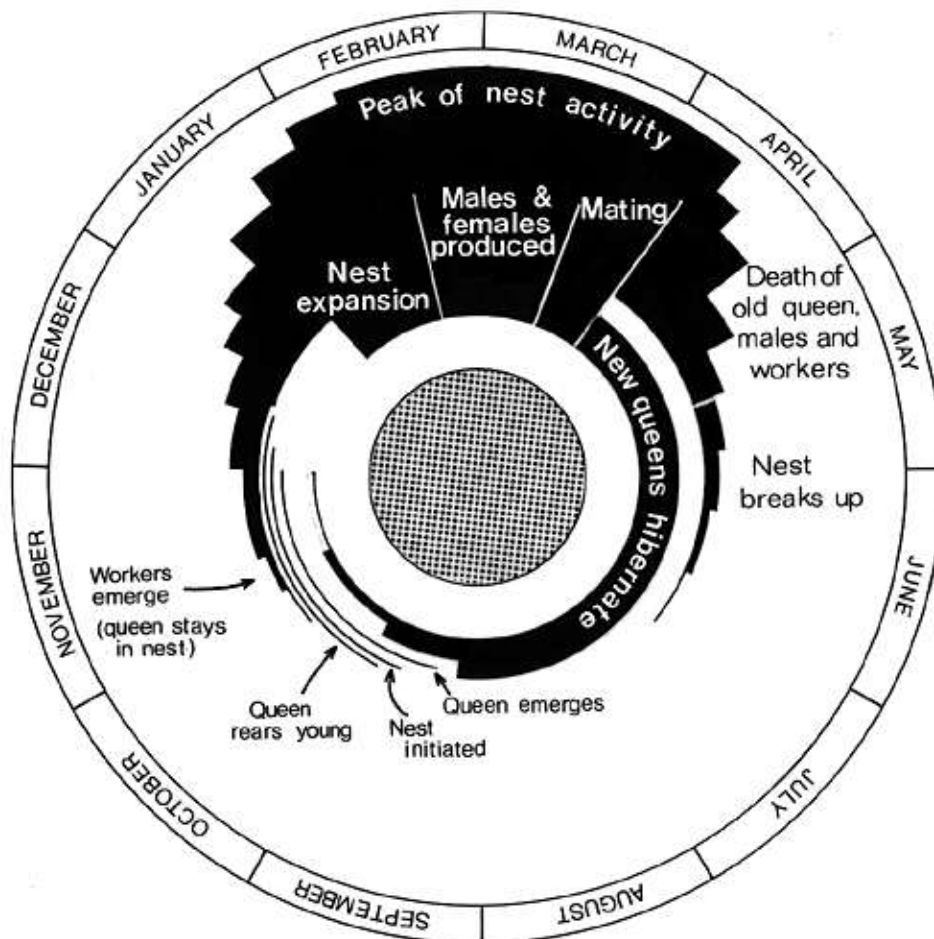 JANUARY
FEBRUARY
MARCH
APRIL
MAY
JUNE
JULY
AUGUST
SEPTEMBER
OCTOBER
NOVEMBER
DECEMBER
Peak of nest activity
Males &
females
produced
Mating
Nest
expansion
Death of
old queen,
males and
workers
New queens hibernate
Nest
breaks up
Workers
emerge
(queen stays
in nest)
Queen
rears young
Nest
initiated
Queen emerges